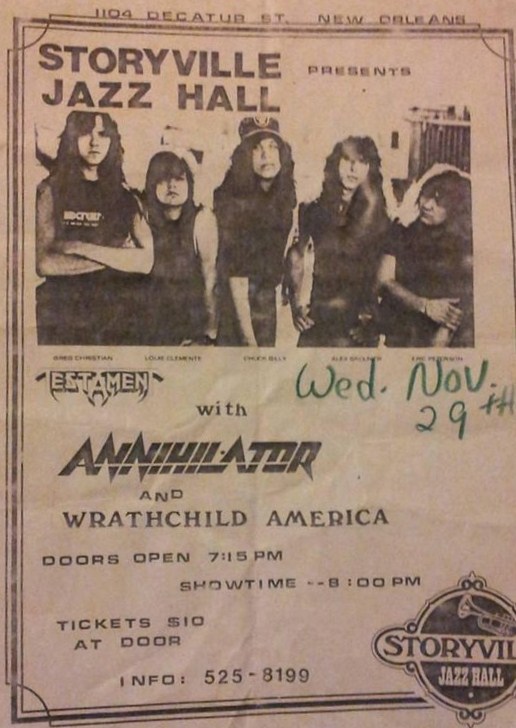 1104 DECATUR ST. NEW ORLEANS
STORYVILLE PRESENTS
JAZZ HALL
GREG CHRISTIAN LOUIE CLEMENTE CHUCK BILLY ALEX SKOLNICK ERIC PETERSON
TESTAMENT
Wed. Nov.
29th
with
ANNIHILATOR
AND
WRATHCHILD AMERICA
DOORS OPEN 7:15 PM
SHOWTIME -- 8:00 PM
TICKETS $10
AT DOOR
INFO: 525-8199
STORYVIL
JAZZ HALL